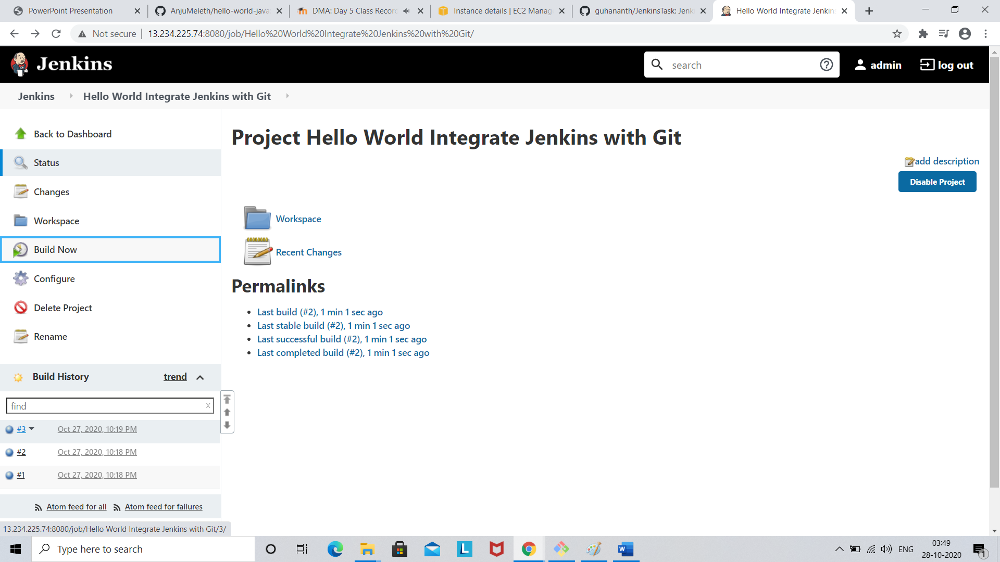 PowerPoint Presentation
AnjuMeleth/hello-world-java
DMA: Day 5 Class Record
Instance details | EC2 Manag
guhananth/JenkinsTask: Jenk
Hello World Integrate Jenkin
Not secure
13.234.225.74:8080/job/Hello%20World%20Integrate%20Jenkins%20with%20Git/
Jenkins
search
admin
log out
Jenkins
Hello World Integrate Jenkins with Git
Back to Dashboard
Status
Changes
Workspace
Build Now
Configure
Delete Project
Rename
Build History
trend
find
x
#3
Oct 27, 2020, 10:19 PM
#2
Oct 27, 2020, 10:18 PM
#1
Oct 27, 2020, 10:18 PM
Atom feed for all
Atom feed for failures
Project Hello World Integrate Jenkins with Git
add description
Disable Project
Workspace
Recent Changes
Permalinks
Last build (#2), 1 min 1 sec ago
Last stable build (#2), 1 min 1 sec ago
Last successful build (#2), 1 min 1 sec ago
Last completed build (#2), 1 min 1 sec ago
13.234.225.74:8080/job/Hello World Integrate Jenkins with Git/3/
Type here to search
L
W
ENG
03:49
28-10-2020
1